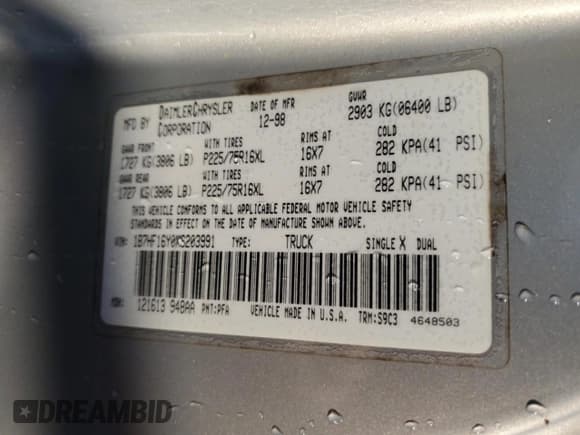 MFD BY DAIMLERCHRYSLER CORPORATION DATE OF MFR 12-98 GVWR 2903 KG(06400 LB)
GAWR FRONT WITH TIRES RIMS AT COLD
1727 KG(3806 LB) P225/75R16XL 16X7 282 KPA(41 PSI)
GAWR REAR WITH TIRES RIMS AT COLD
1727 KG(3806 LB) P225/75R16XL 16X7 282 KPA(41 PSI)
THIS VEHICLE CONFORMS TO ALL APPLICABLE FEDERAL MOTOR VEHICLE SAFETY
STANDARDS IN EFFECT ON THE DATE OF MANUFACTURE SHOWN ABOVE.
VIN: 1B7HF16Y0XS203991 TYPE: TRUCK SINGLE X DUAL
MDH: 121613 948AA PNT:PFA VEHICLE MADE IN U.S.A. TRM:S9C3 4648503
DREAMBID